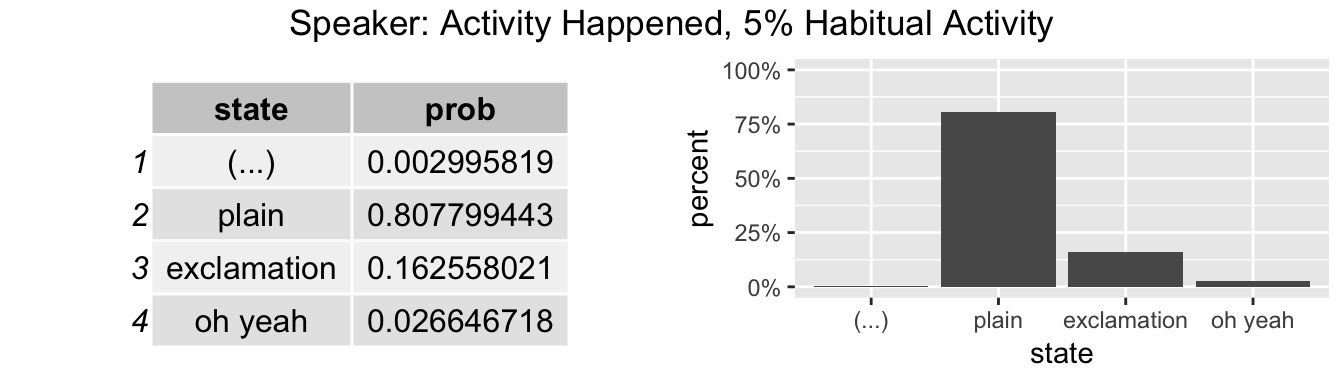 Speaker: Activity Happened, 5% Habitual Activity
state prob
1 (...) 0.002995819
2 plain 0.807799443
3 exclamation 0.162558021
4 oh yeah 0.026646718
percent
100%
75%
50%
25%
0%
(...) plain exclamation oh yeah
state